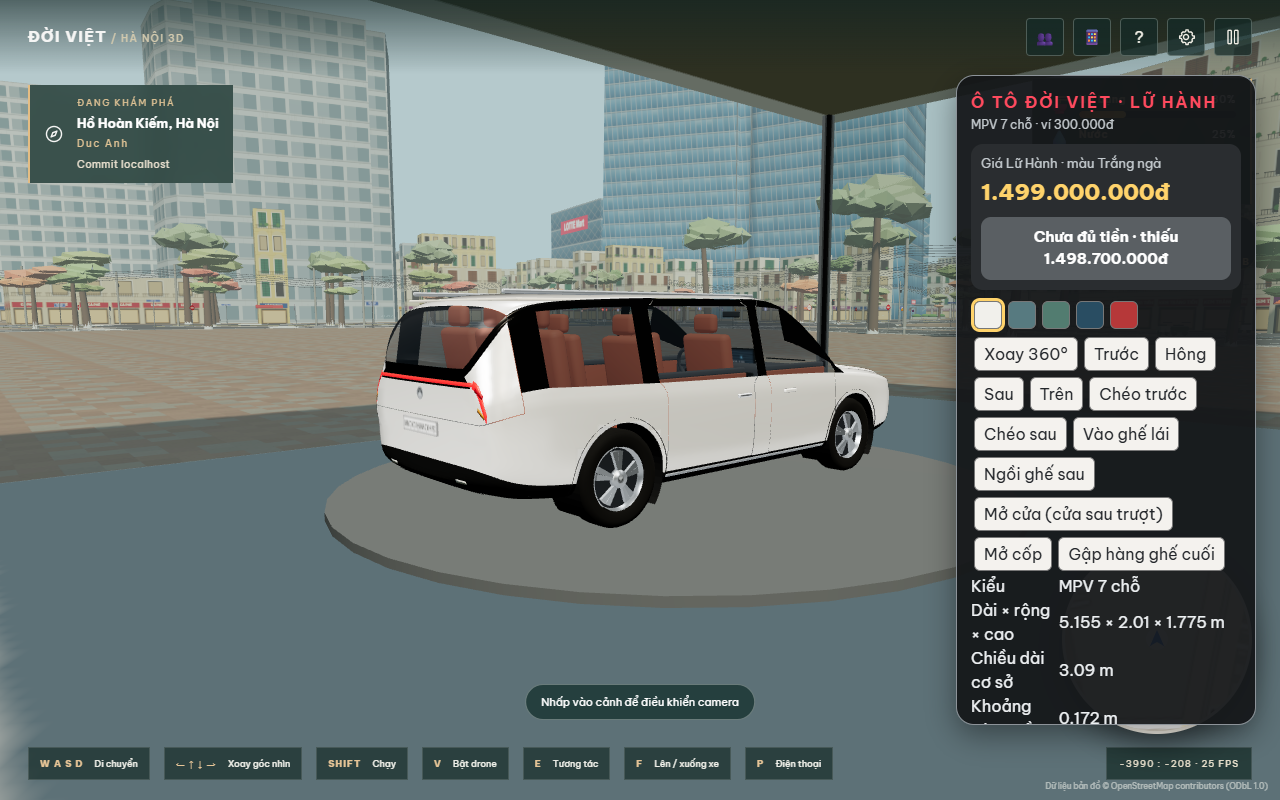 ĐỜI VIỆT / HÀ NỘI 3D
?
ĐANG KHÁM PHÁ
Hồ Hoàn Kiếm, Hà Nội
Duc Anh
Commit localhost
LOTTE Mart
Ô TÔ ĐỜI VIỆT · LỮ HÀNH
MPV 7 chỗ · ví 300.000đ
Giá Lữ Hành · màu Trắng ngà
1.499.000.000đ
Chưa đủ tiền · thiếu
1.498.700.000đ
Xoay 360° Trước Hông
Sau Trên Chéo trước
Chéo sau Vào ghế lái
Ngồi ghế sau
Mở cửa (cửa sau trượt)
Mở cốp Gập hàng ghế cuối
Kiểu MPV 7 chỗ
Dài × rộng × cao 5.155 × 2.01 × 1.775 m
Chiều dài cơ sở 3.09 m
Khoảng 0.172 m
Nhấp vào cảnh để điều khiển camera
W A S D Di chuyển
←↑↓→ Xoay góc nhìn
SHIFT Chạy
V Bật drone
E Tương tác
F Lên / xuống xe
P Điện thoại
-3990 : -208 · 25 FPS
Dữ liệu bản đồ © OpenStreetMap contributors (ODbL 1.0)